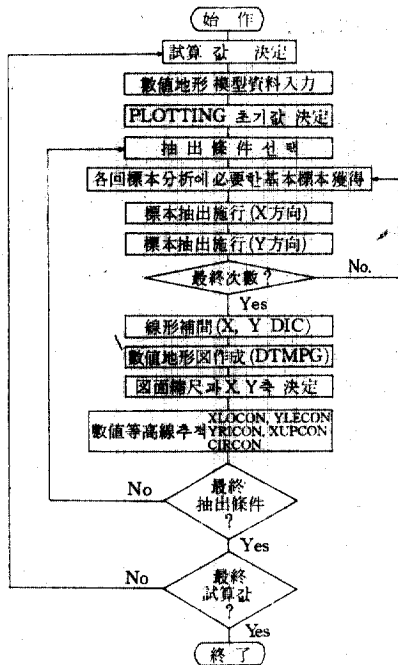 始 作
試算 값 決定
數値地形 模型資料入力
PLOTTING 초기값 決定
抽出條件 선택
各回標本分析에 必要한 基本標本獲得
標本抽出施行 (X方向)
標本抽出施行 (Y方向)
最終次數 ?
No.
Yes
線形補間 (X, Y DIC)
數値地形図作成 (DTMPG)
図面縮尺과 X, Y축 決定
數値等高線추적 XLOCON, YLECON
YRICON, XUPCON
CIRCON
最終
抽出條件
?
No
Yes
最終
試算값
?
No
Yes
終 了